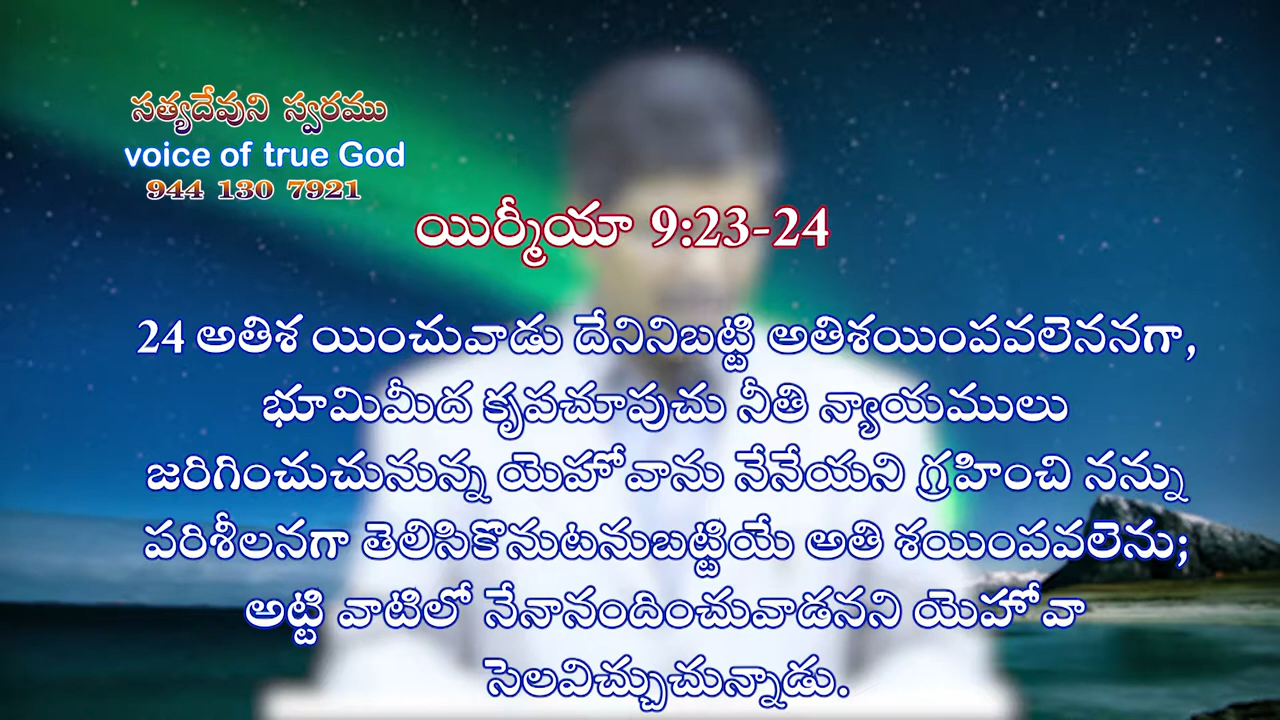 సత్యదేవుని స్వరము
voice of true God
944 130 7921
యిర్మీయా 9:23-24
24 అతిశ యించువాడు దేనినిబట్టి అతిశయింపవలెననగా,
భూమిమీద కృపచూపుచు నీతి న్యాయములు
జరిగించుచునున్న యెహోవాను నేనేయని గ్రహించి నన్ను
పరిశీలనగా తెలిసికొనుటనుబట్టియే అతి శయింపవలెను;
అట్టి వాటిలో నేనానందించువాడనని యెహోవా
సెలవిచ్చుచున్నాడు.